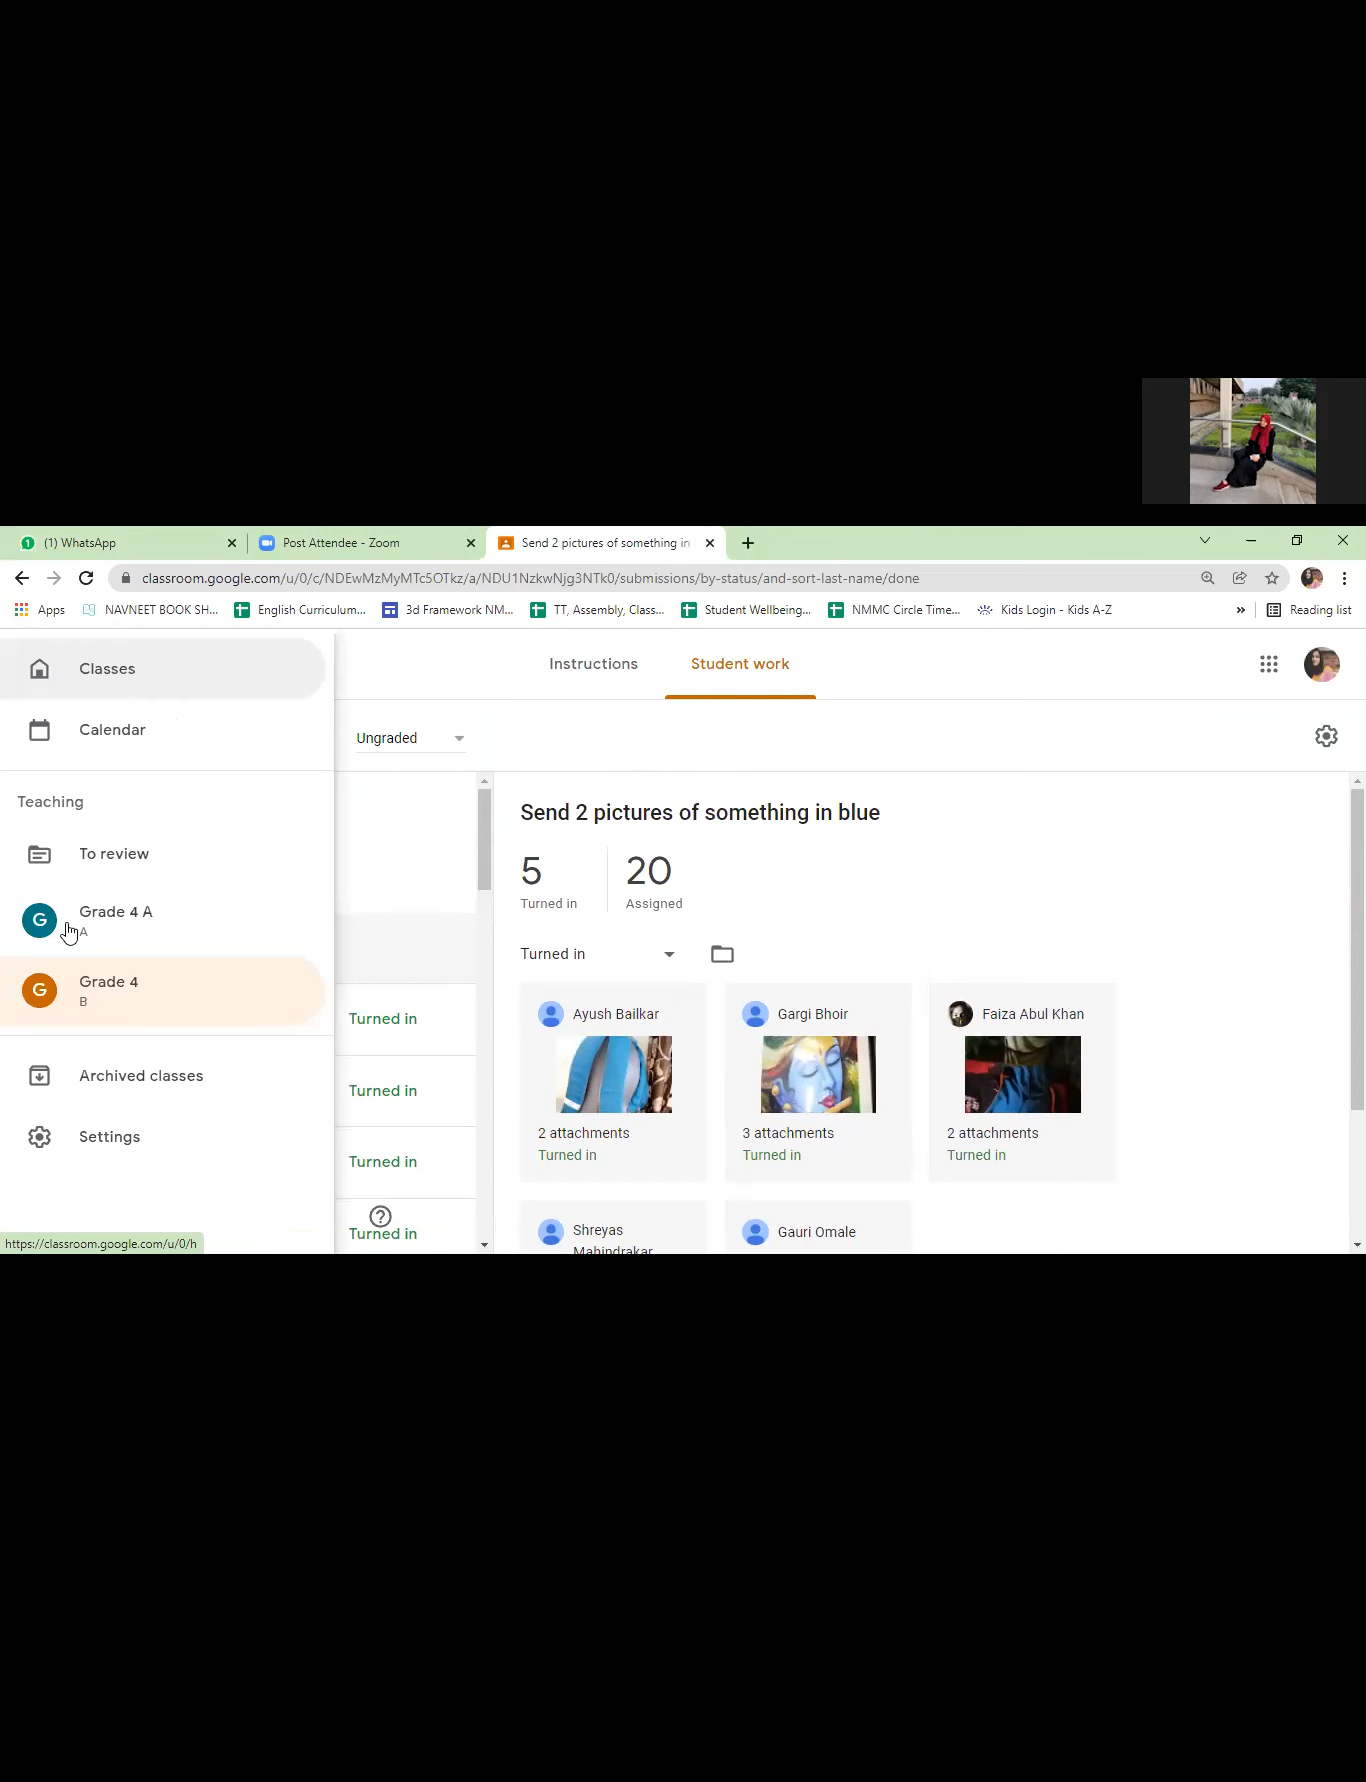 (1) WhatsApp
Post Attendee - Zoom
Send 2 pictures of something in
classroom.google.com/u/0/c/NDEwMzMyMTc5OTkz/a/NDU1NzkwNjg3NTk0/submissions/by-status/and-sort-last-name/done
Apps
NAVNEET BOOK SH...
English Curriculum...
3d Framework NM...
TT, Assembly, Class...
Student Wellbeing...
NMMC Circle Time...
Kids Login - Kids A-Z
»
Reading list
Classes
Calendar
Teaching
To review
G
Grade 4 A
A
G
Grade 4
B
Archived classes
Settings
https://classroom.google.com/u/0/h
Instructions
Student work
Ungraded
Turned in
Turned in
Turned in
Turned in
Send 2 pictures of something in blue
5
Turned in
20
Assigned
Turned in
Ayush Bailkar
2 attachments
Turned in
Gargi Bhoir
3 attachments
Turned in
Faiza Abul Khan
2 attachments
Turned in
Shreyas
Mahindrakar
Gauri Omale